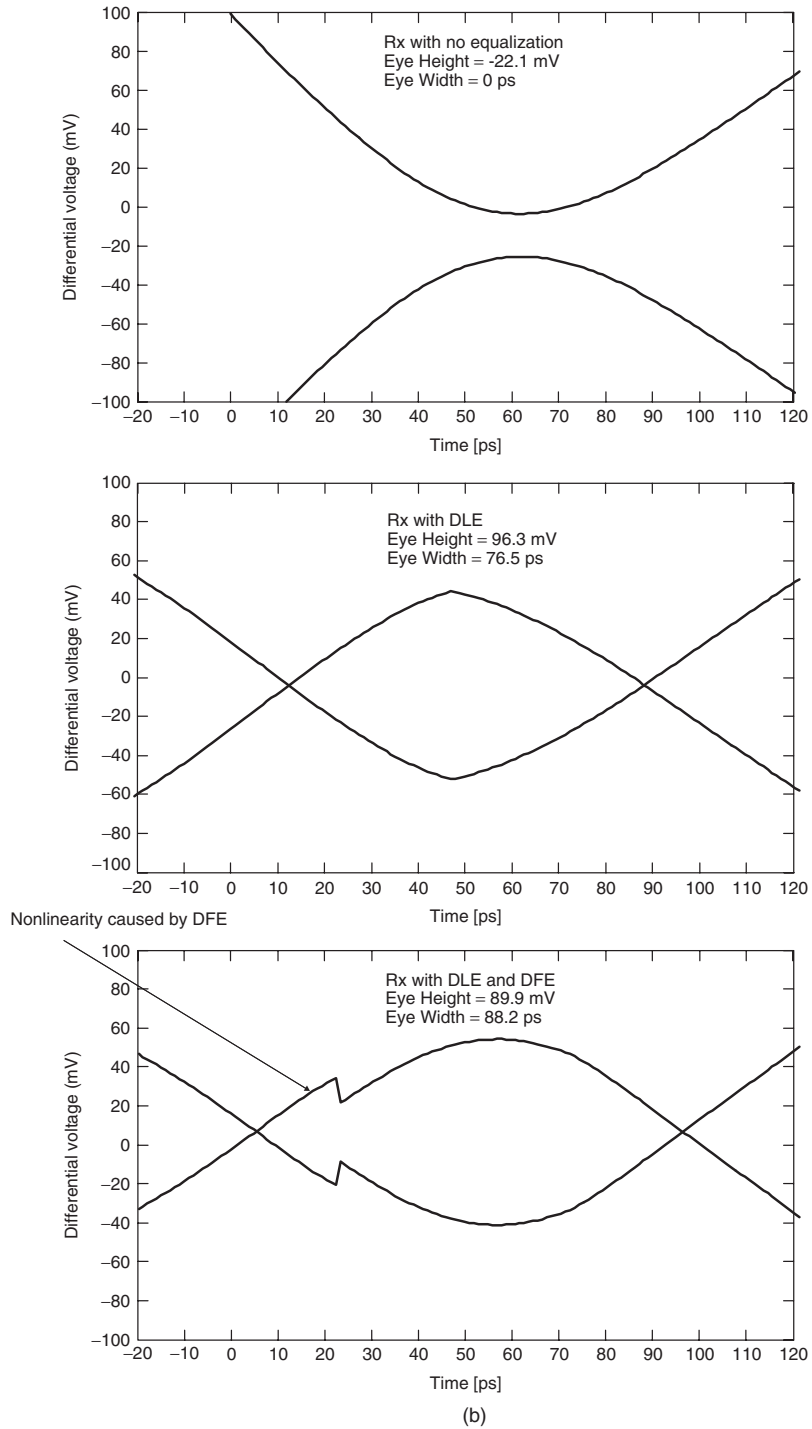 100
80
60
40
20
0
−20
−40
−60
−80
−100
Differential voltage (mV)
Rx with no equalization
Eye Height = -22.1 mV
Eye Width = 0 ps
−20 −10 0 10 20 30 40 50 60 70 80 90 100 110 120
Time [ps]
100
80
60
40
20
0
−20
−40
−60
−80
−100
Differential voltage (mV)
Rx with DLE
Eye Height = 96.3 mV
Eye Width = 76.5 ps
−20 −10 0 10 20 30 40 50 60 70 80 90 100 110 120
Time [ps]
Nonlinearity caused by DFE
100
80
60
40
20
0
−20
−40
−60
−80
−100
Differential voltage (mV)
Rx with DLE and DFE
Eye Height = 89.9 mV
Eye Width = 88.2 ps
−20 −10 0 10 20 30 40 50 60 70 80 90 100 110 120
Time [ps]
(b)